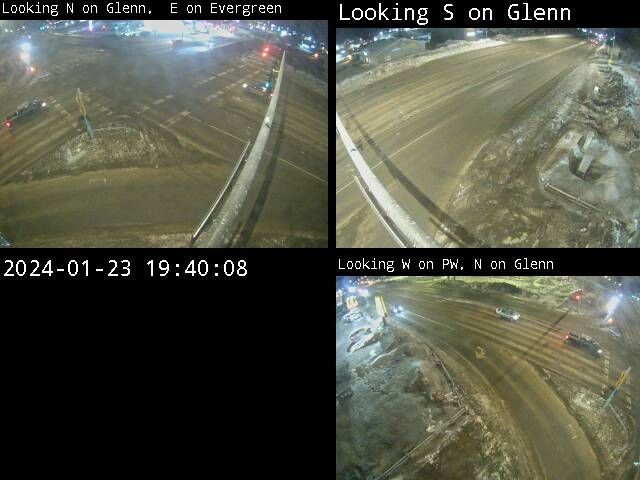 Looking N on Glenn,  E on Evergreen
Looking S on Glenn
2024-01-23 19:40:08
Looking W on PW, N on Glenn